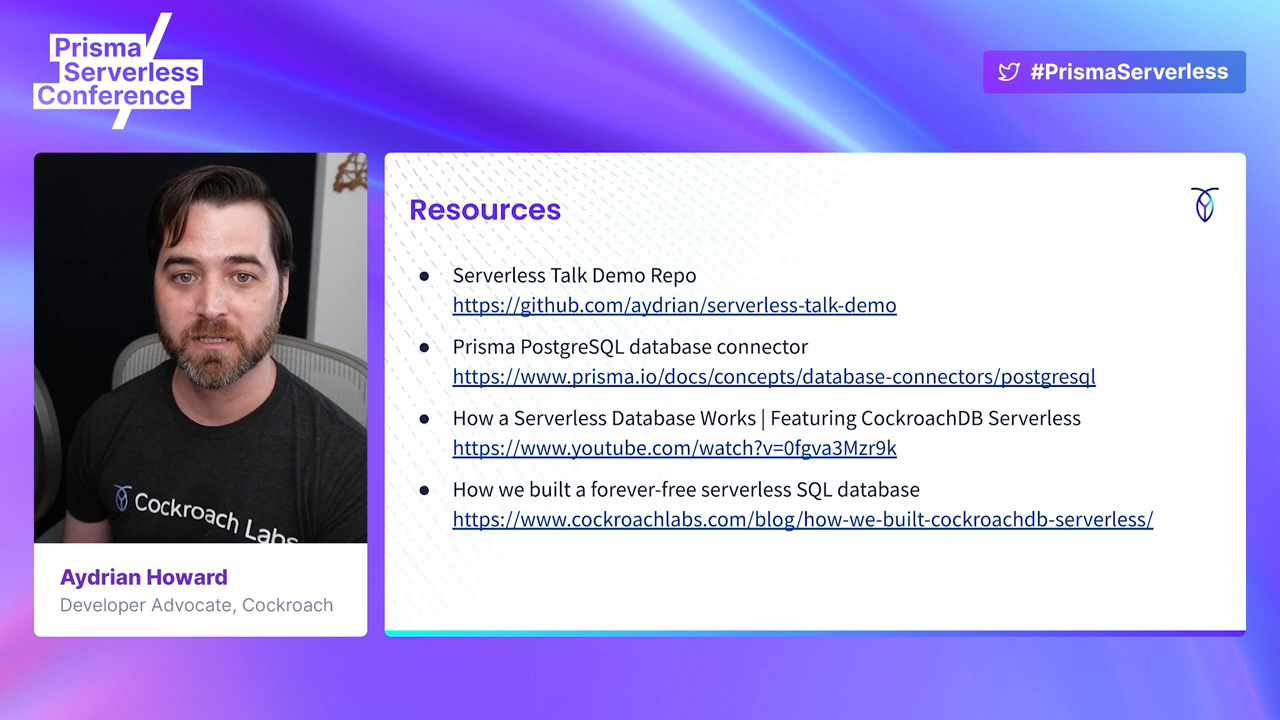 Prisma
Serverless
Conference
#PrismaServerless
Cockroach Labs
Aydrian Howard
Developer Advocate, Cockroach
Resources
● Serverless Talk Demo Repo
https://github.com/aydrian/serverless-talk-demo
● Prisma PostgreSQL database connector
https://www.prisma.io/docs/concepts/database-connectors/postgresql
● How a Serverless Database Works | Featuring CockroachDB Serverless
https://www.youtube.com/watch?v=0fgva3Mzr9k
● How we built a forever-free serverless SQL database
https://www.cockroachlabs.com/blog/how-we-built-cockroachdb-serverless/